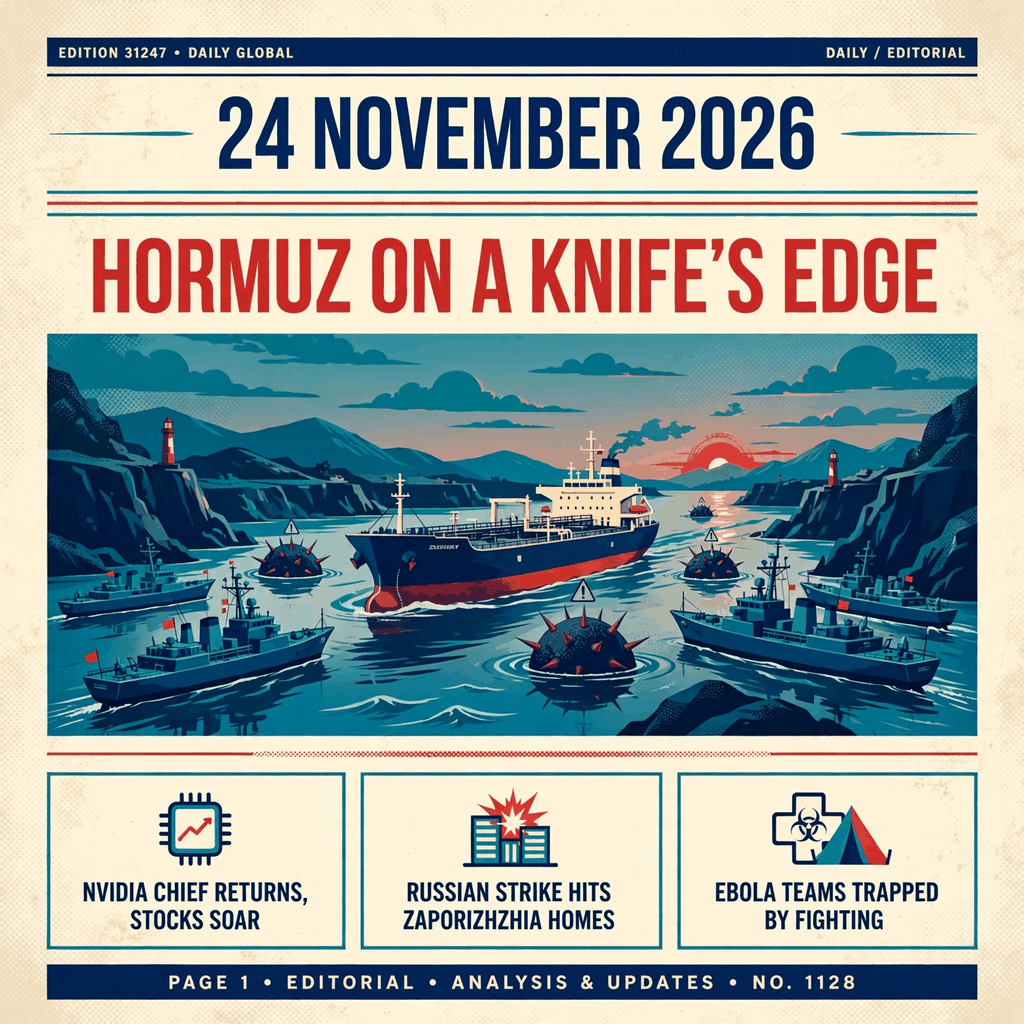 EDITION 31247 • DAILY GLOBAL
DAILY / EDITORIAL
24 NOVEMBER 2026
HORMUZ ON A KNIFE’S EDGE
NVIDIA CHIEF RETURNS,
STOCKS SOAR
RUSSIAN STRIKE HITS
ZAPORIZHZHIA HOMES
EBOLA TEAMS TRAPPED
BY FIGHTING
PAGE 1 • EDITORIAL • ANALYSIS & UPDATES • NO. 1128